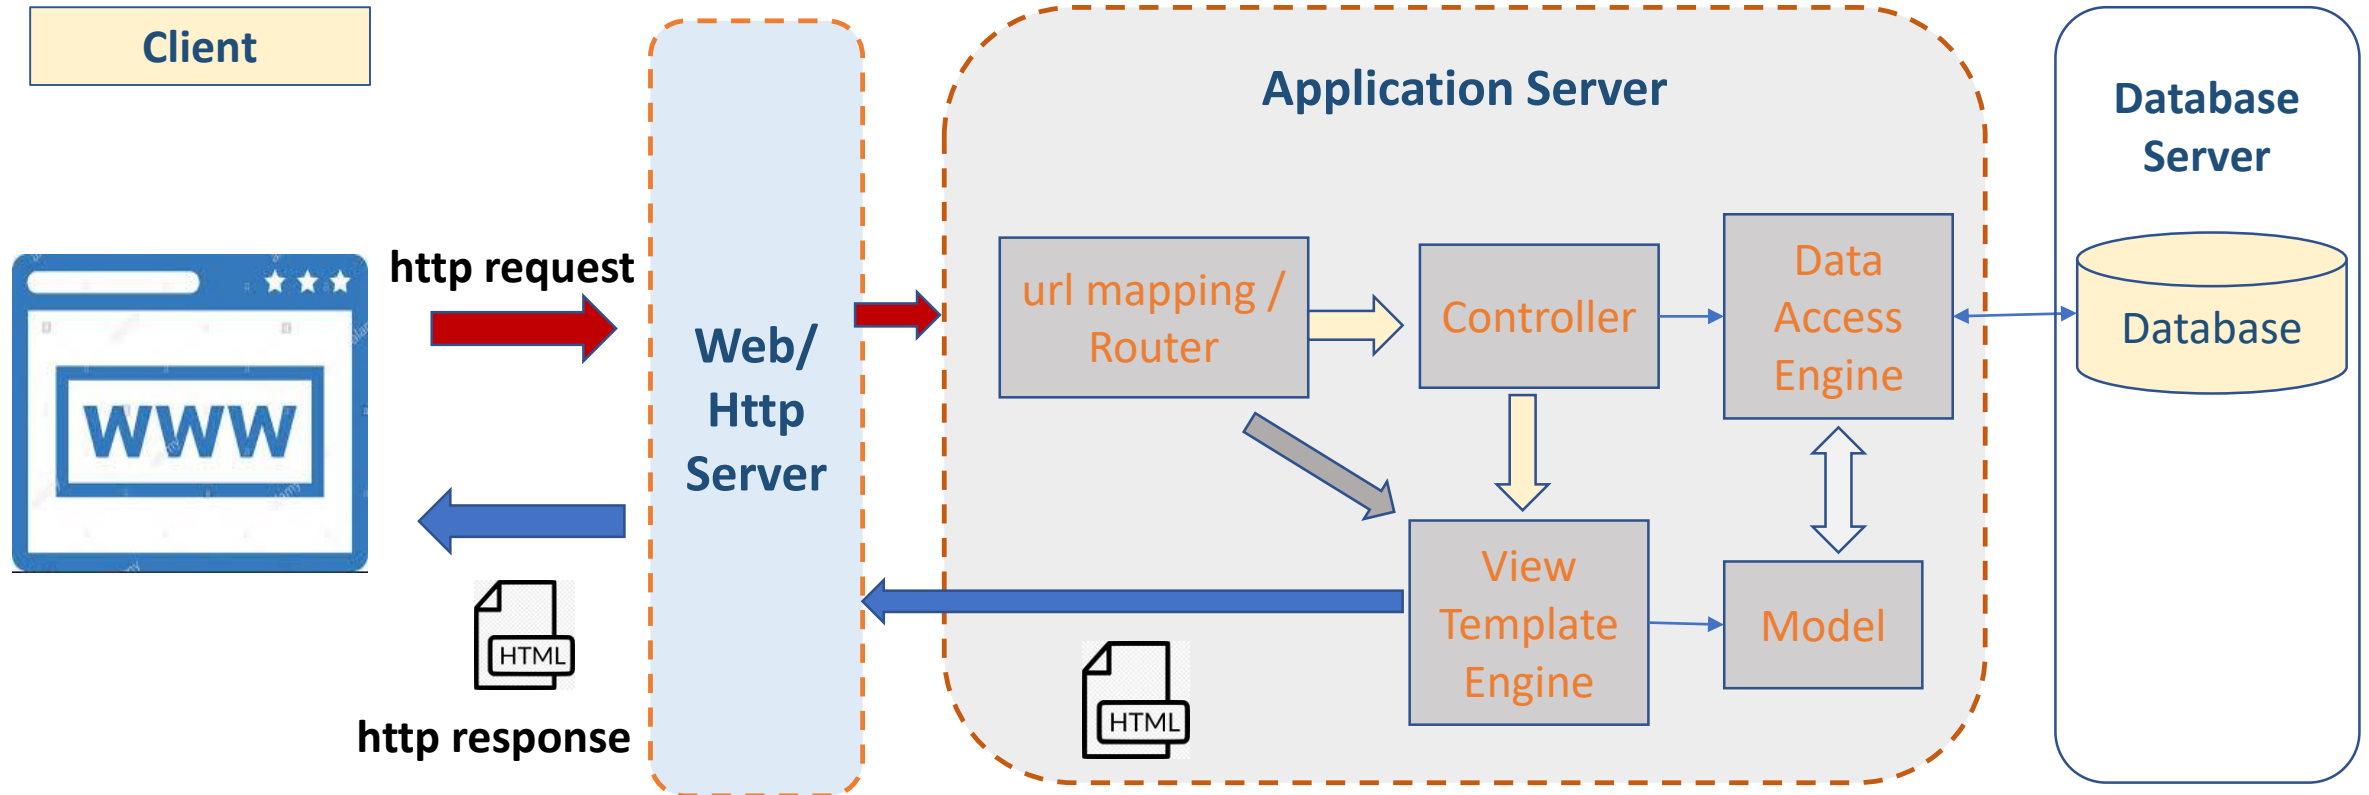 Client
http request
WWW
HTML
http response
Web/
Http
Server
Application Server
url mapping /
Router
Controller
Data
Access
Engine
View
Template
Engine
Model
HTML
Database
Server
Database